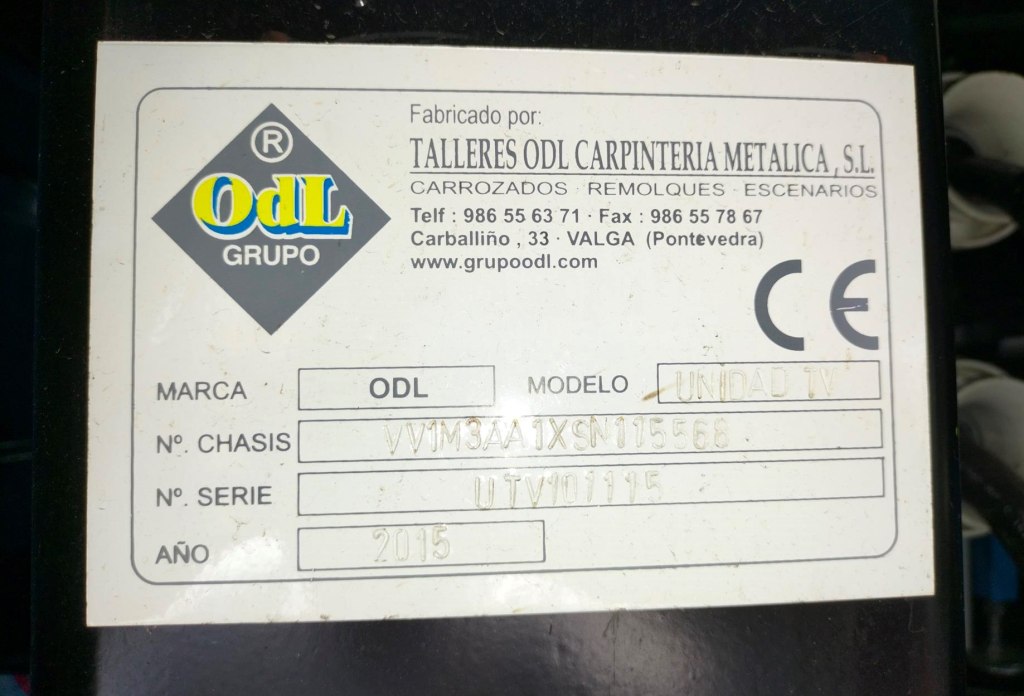 ®
OdL
GRUPO
Fabricado por:
TALLERES ODL CARPINTERIA METALICA, S.L.
CARROZADOS · REMOLQUES · ESCENARIOS
Telf : 986 55 63 71 · Fax : 986 55 78 67
Carballiño , 33 · VALGA (Pontevedra)
www.grupoodl.com
CE
MARCA ODL MODELO UNIDAD TV
Nº. CHASIS VV1M3AA1XSN115568
Nº. SERIE UTV101115
AÑO 2015